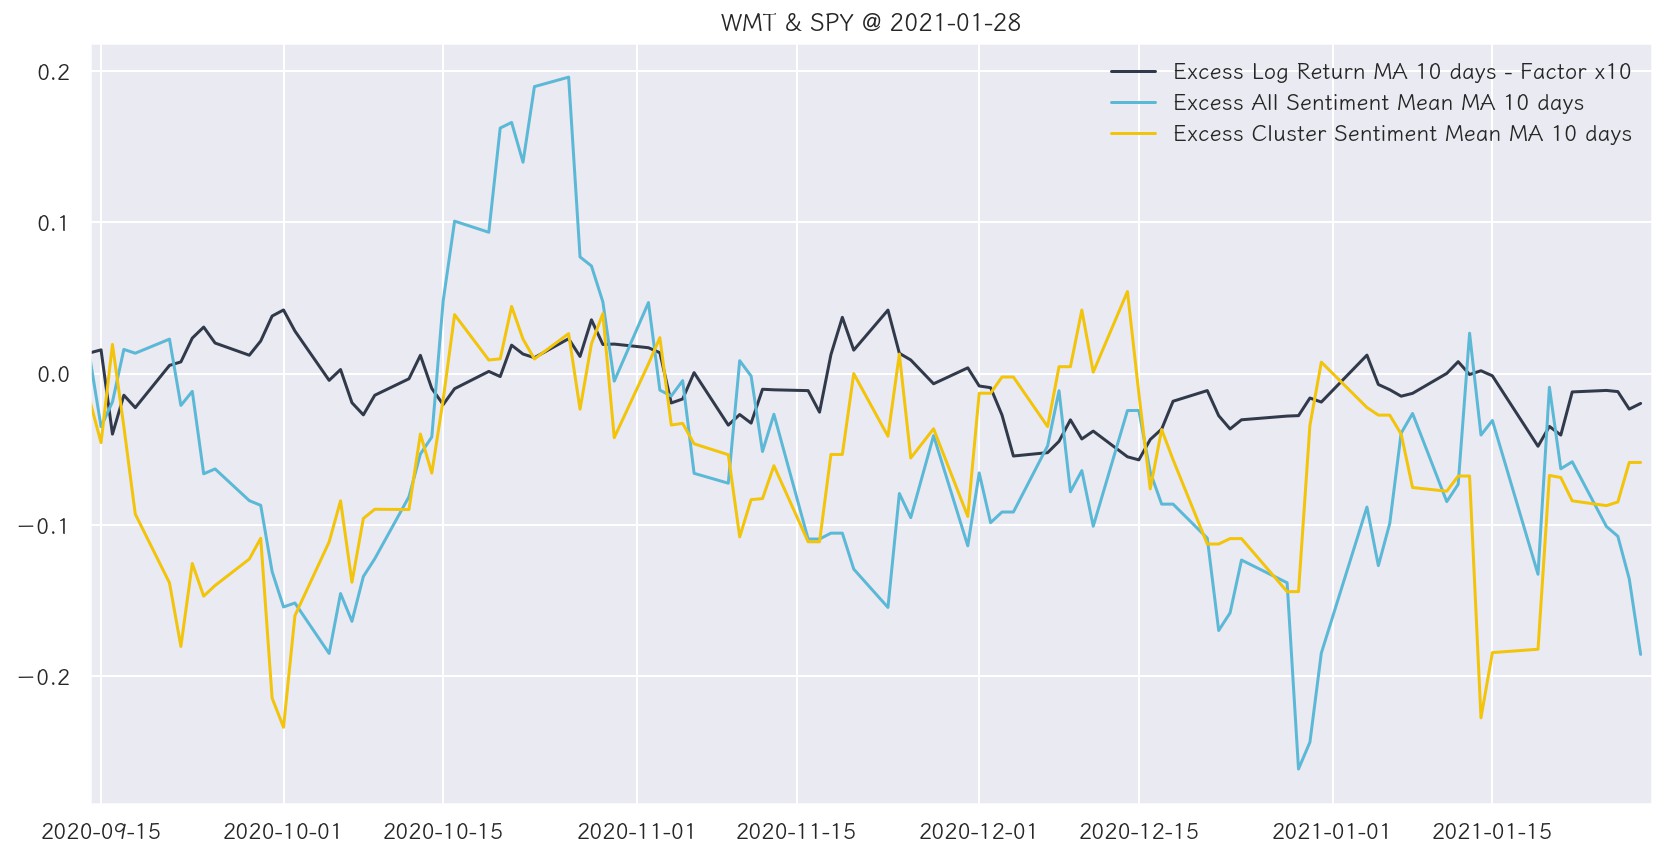 WMT & SPY @ 2021-01-28
Excess Log Return MA 10 days - Factor x10
Excess All Sentiment Mean MA 10 days
Excess Cluster Sentiment Mean MA 10 days
0.2
0.1
0.0
−0.1
−0.2
2020-09-15 2020-10-01 2020-10-15 2020-11-01 2020-11-15 2020-12-01 2020-12-15 2021-01-01 2021-01-15